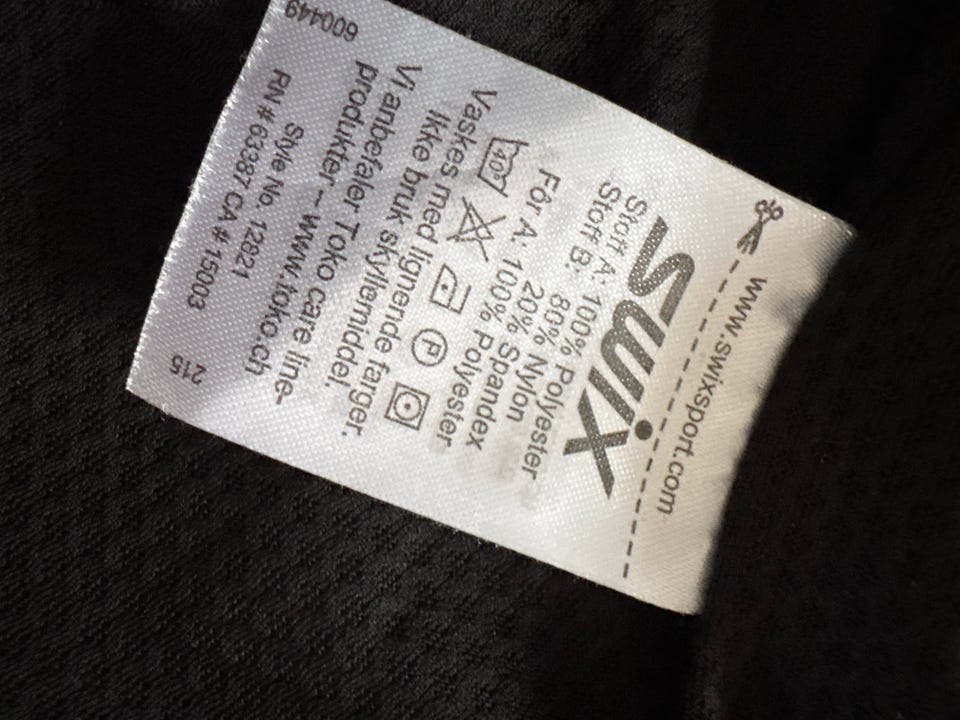 www.swixsport.com
swix
Stoff A: 100% Polyester
Stoff B: 80% Nylon
20% Spandex
Fôr A: 100% Polyester
40°
P
Vaskes med lignende farger.
Ikke bruk skyllemiddel.
Vi anbefaler Toko care line-
produkter – www.toko.ch
Style No. 12821
RN # 63387 CA # 15003
600449
215